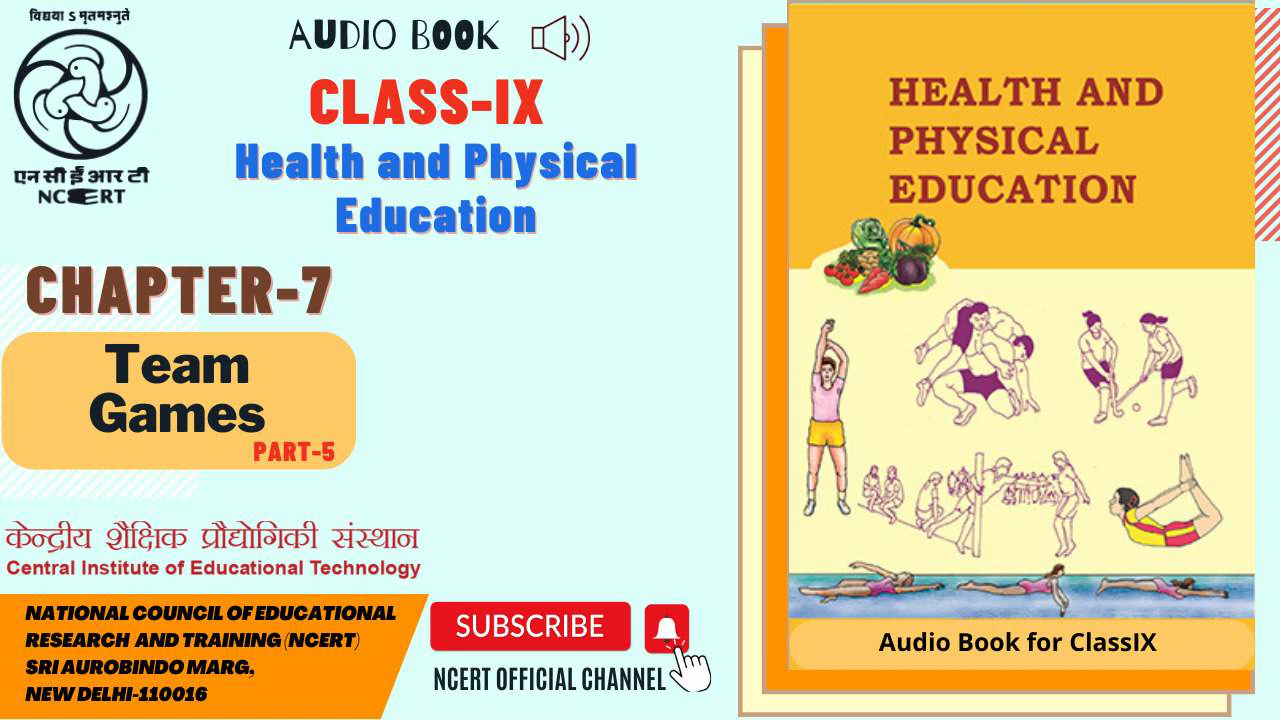 विद्यया ऽ मृतमश्नुते
एन सी ई आर टी
NCERT
AUDIO BOOK
CLASS-IX
Health and Physical
Education
CHAPTER-7
Team
Games
PART-5
केन्द्रीय शैक्षिक प्रौद्योगिकी संस्थान
Central Institute of Educational Technology
NATIONAL COUNCIL OF EDUCATIONAL
RESEARCH AND TRAINING (NCERT)
SRI AUROBINDO MARG,
NEW DELHI-110016
SUBSCRIBE
NCERT OFFICIAL CHANNEL
HEALTH AND
PHYSICAL
EDUCATION
Audio Book for ClassIX